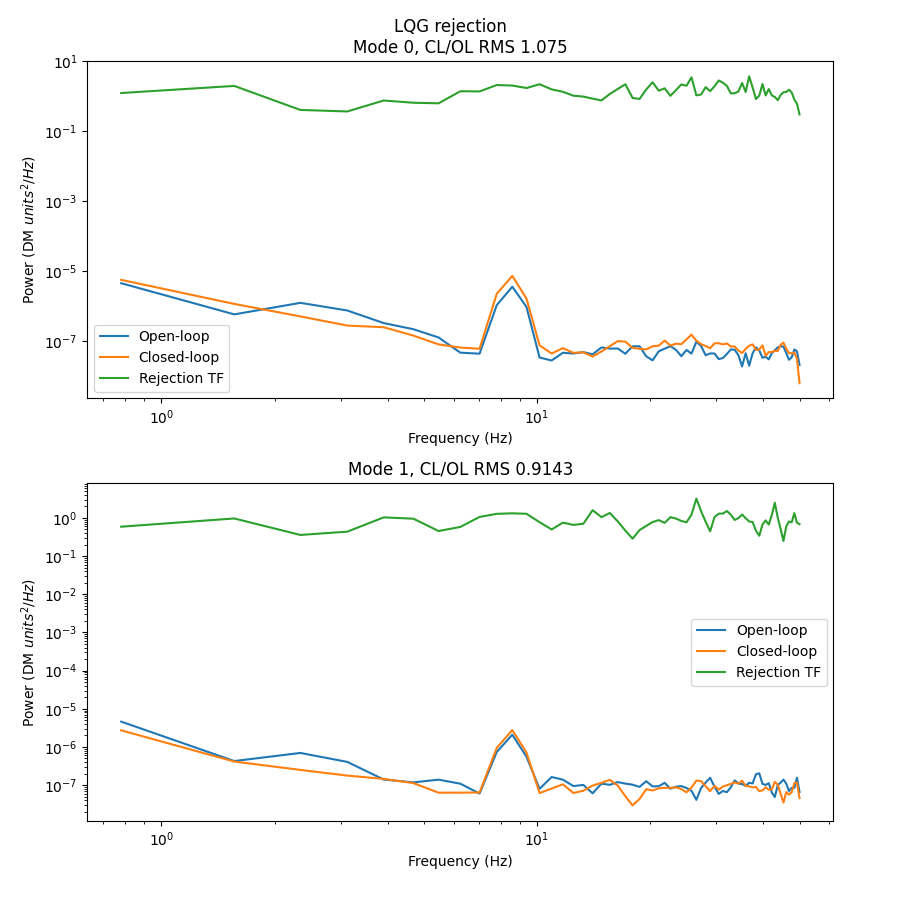 LQG rejection
Mode 0, CL/OL RMS 1.075
10^1
10^-1
10^-3
10^-5
10^-7
Power (DM units^2/Hz)
Open-loop
Closed-loop
Rejection TF
10^0
10^1
Frequency (Hz)
Mode 1, CL/OL RMS 0.9143
10^0
10^-1
10^-2
10^-3
10^-4
10^-5
10^-6
10^-7
Power (DM units^2/Hz)
Open-loop
Closed-loop
Rejection TF
10^0
10^1
Frequency (Hz)